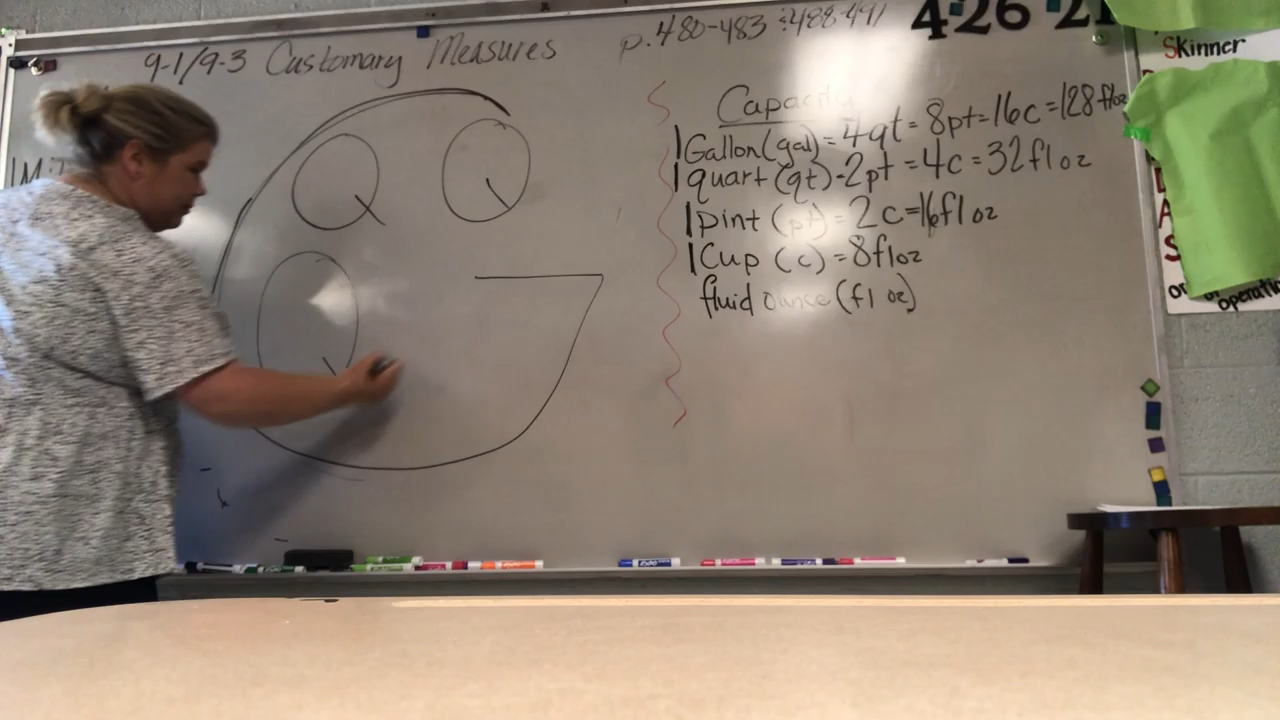 9-1/9-3 Customary Measures p.480-483 ; 488-491
4-26-21
Capacity
1 Gallon (gal) = 4qt = 8pt = 16c = 128 fl oz
1 quart (qt) - 2pt = 4c = 32 fl oz
1 pint (pt) = 2c = 16 fl oz
1 Cup (c) = 8 fl oz
fluid ounce (fl oz)
G
Q Q
Q
Skinner
A
S
operatin